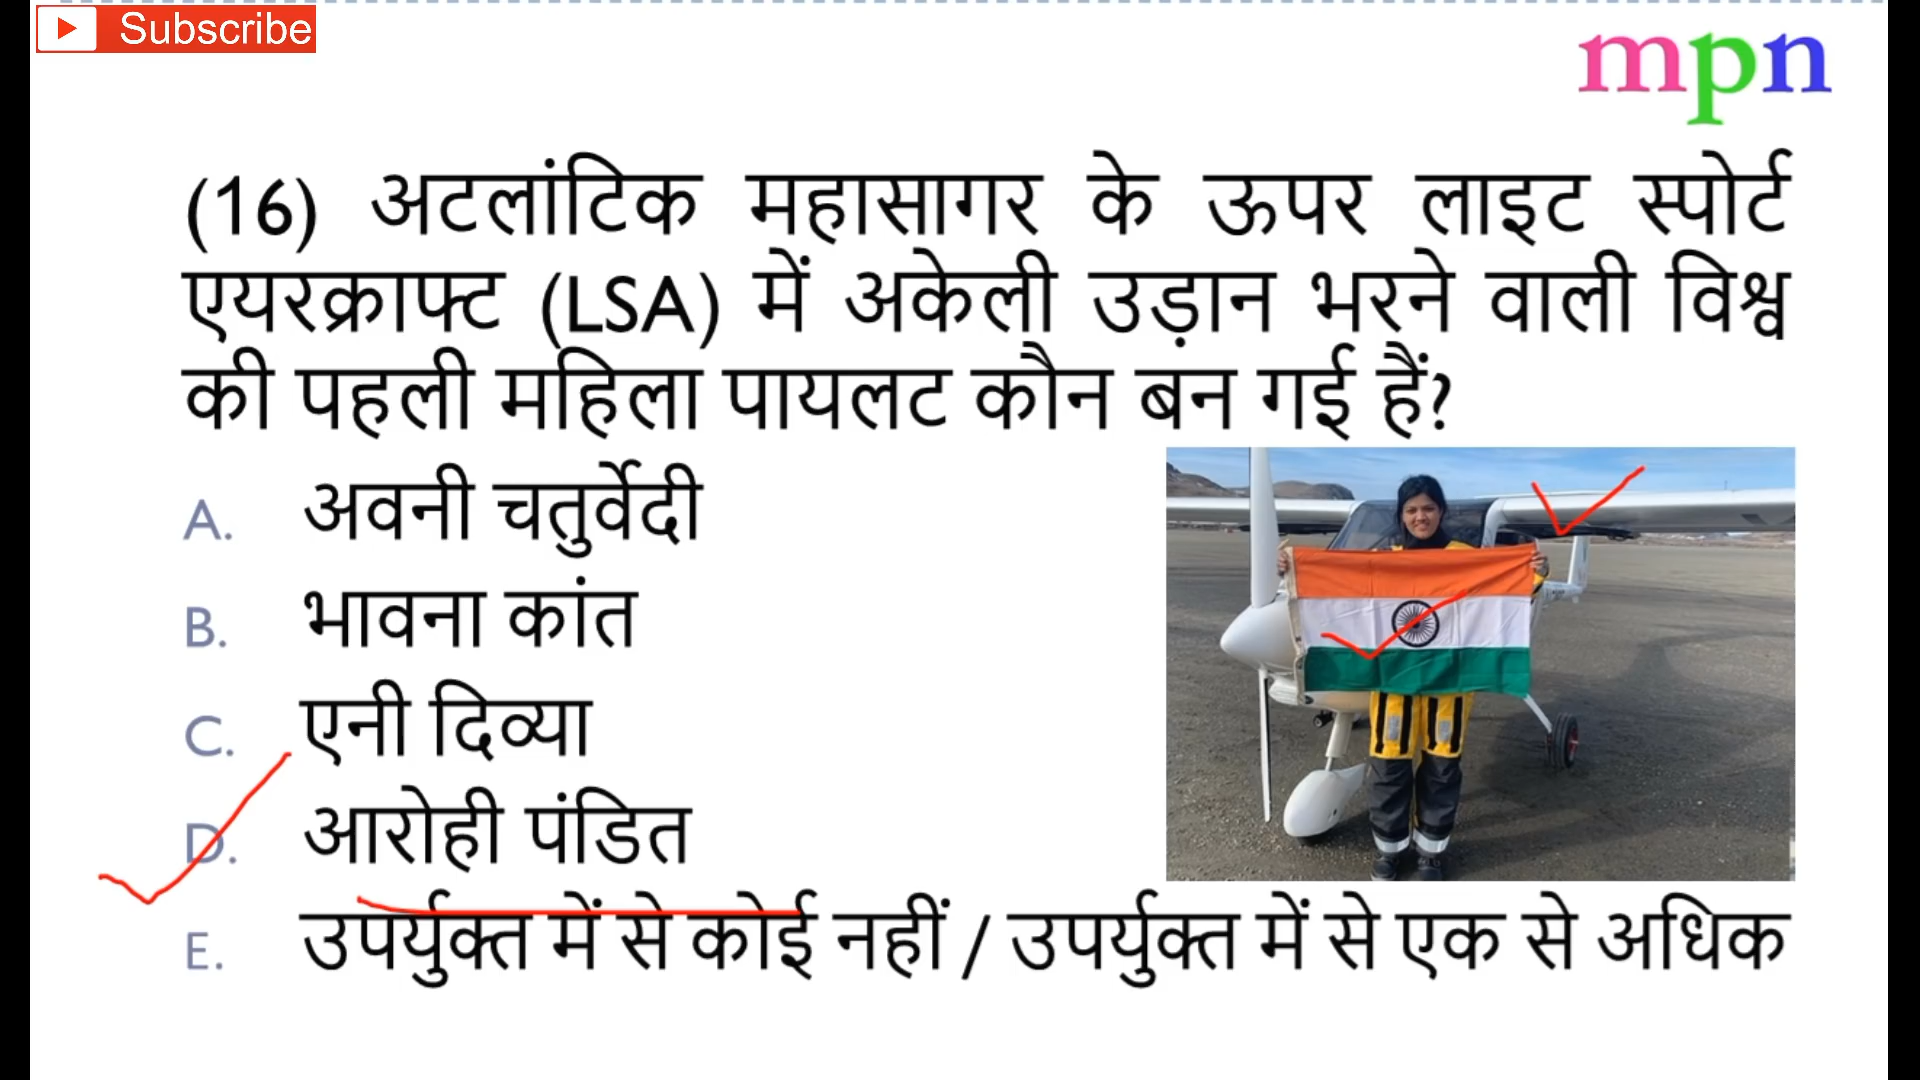 Subscribe
mpn
(16) अटलांटिक महासागर के ऊपर लाइट स्पोर्ट
एयरक्राफ्ट (LSA) में अकेली उड़ान भरने वाली विश्व
की पहली महिला पायलट कौन बन गई हैं?
A. अवनी चतुर्वेदी
B. भावना कांत
C. एनी दिव्या
D. आरोही पंडित
E. उपर्युक्त में से कोई नहीं / उपर्युक्त में से एक से अधिक